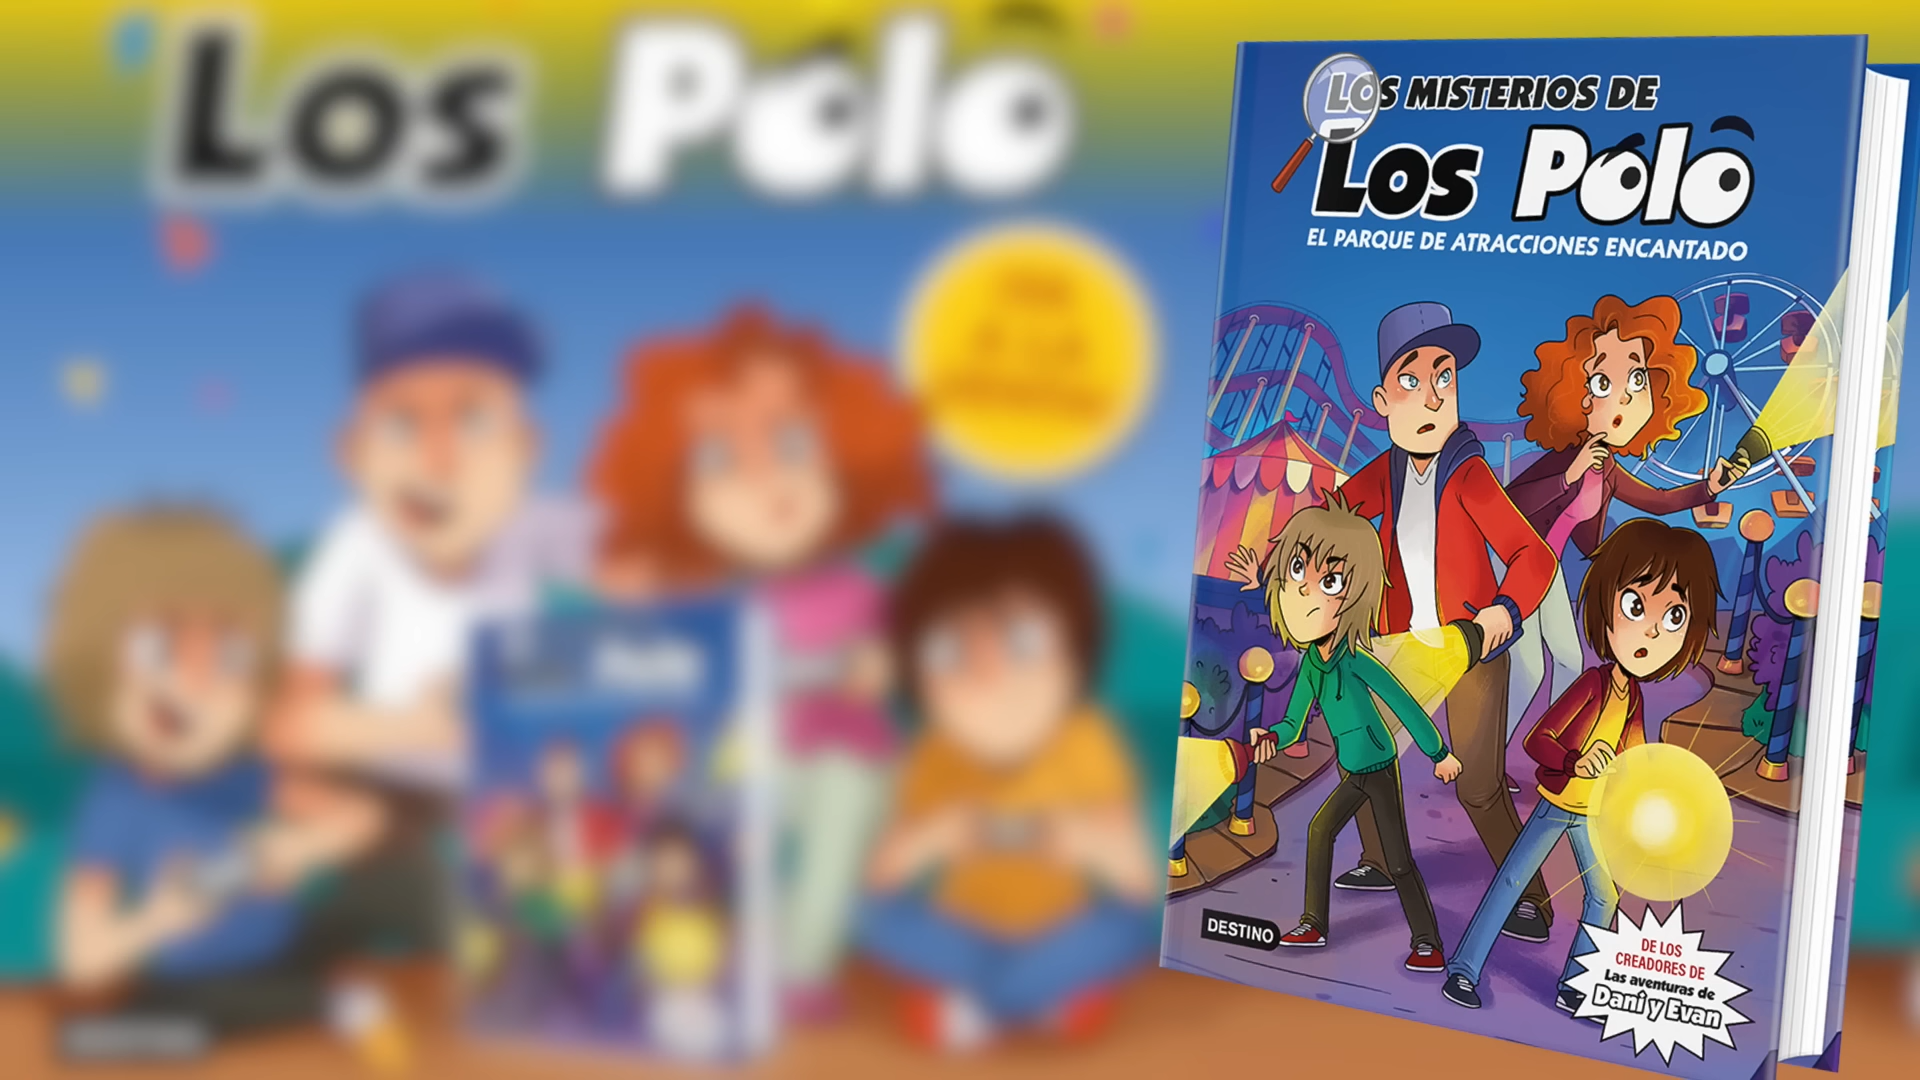 Los Polo
LOS MISTERIOS DE
Los Polo
EL PARQUE DE ATRACCIONES ENCANTADO
DESTINO
DE LOS
CREADORES DE
Las aventuras de
Dani y Evan